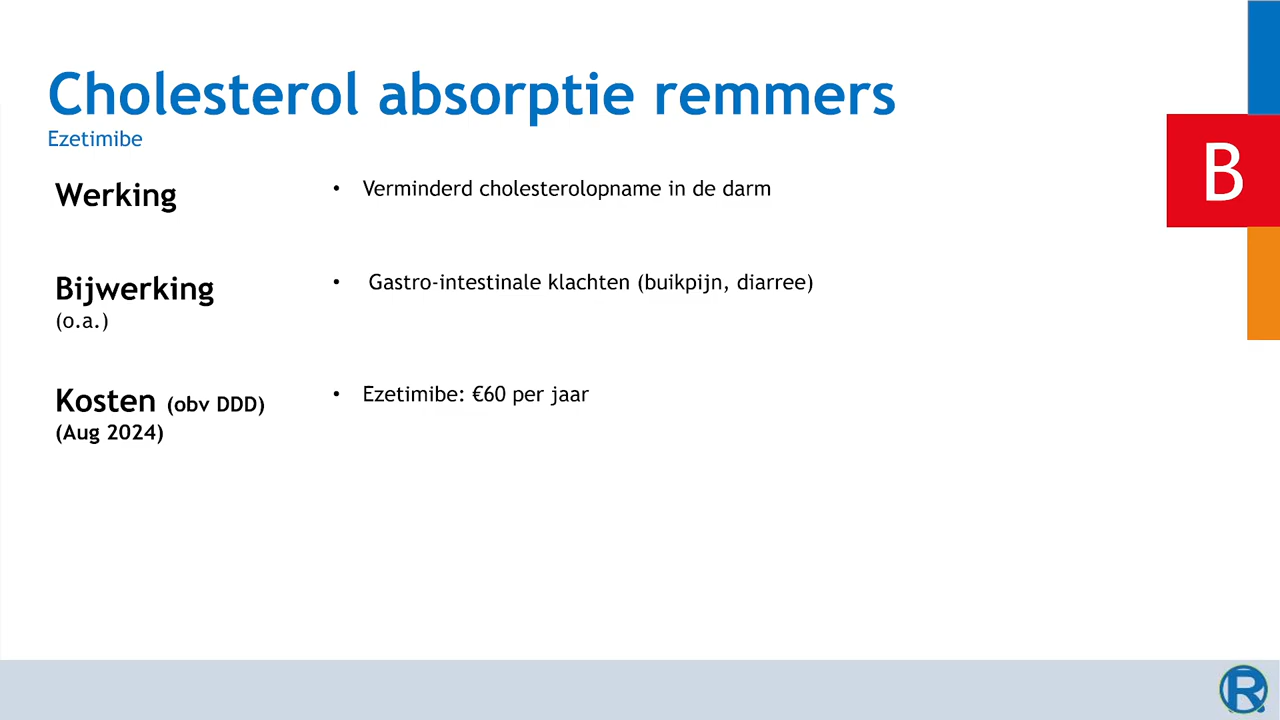 Cholesterol absorptie remmers
Ezetimibe
Werking
• Verminderd cholesterolopname in de darm
Bijwerking
(o.a.)
• Gastro-intestinale klachten (buikpijn, diarree)
Kosten (obv DDD)
(Aug 2024)
• Ezetimibe: €60 per jaar
B
R